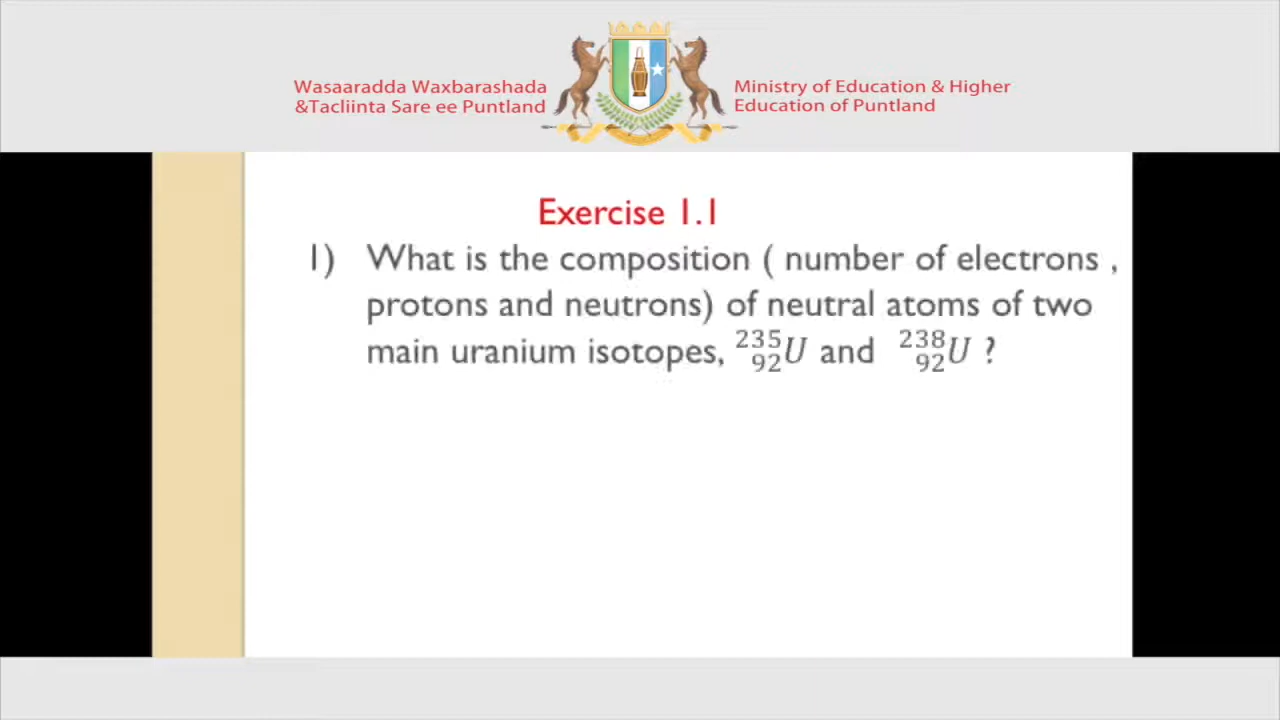 Wasaaradda Waxbarashada
&Tacliinta Sare ee Puntland
Ministry of Education & Higher
Education of Puntland
Exercise 1.1
1) What is the composition ( number of electrons ,
protons and neutrons) of neutral atoms of two
main uranium isotopes, ²³⁵₉₂U and ²³⁸₉₂U ?